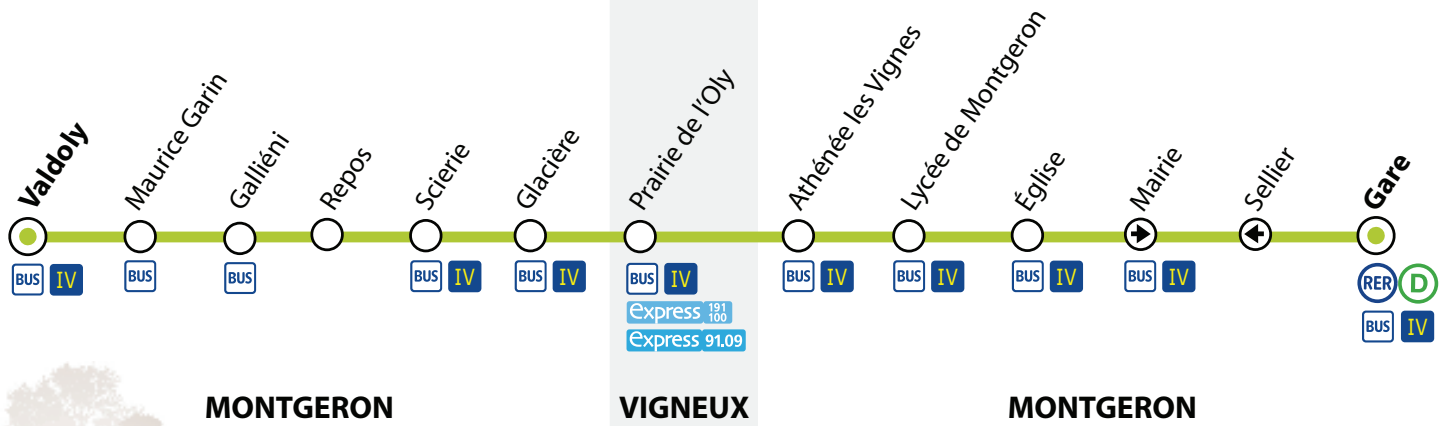 Valdoly
Maurice Garin
Galliéni
Repos
Scierie
Glacière
Prairie de l'Oly
Athénée les Vignes
Lycée de Montgeron
Église
Mairie
Sellier
Gare
BUS IV
BUS
BUS
BUS IV
BUS IV
BUS IV
express 191 100
express 91.09
BUS IV
BUS IV
BUS IV
BUS IV
RER D
BUS IV
MONTGERON
VIGNEUX
MONTGERON